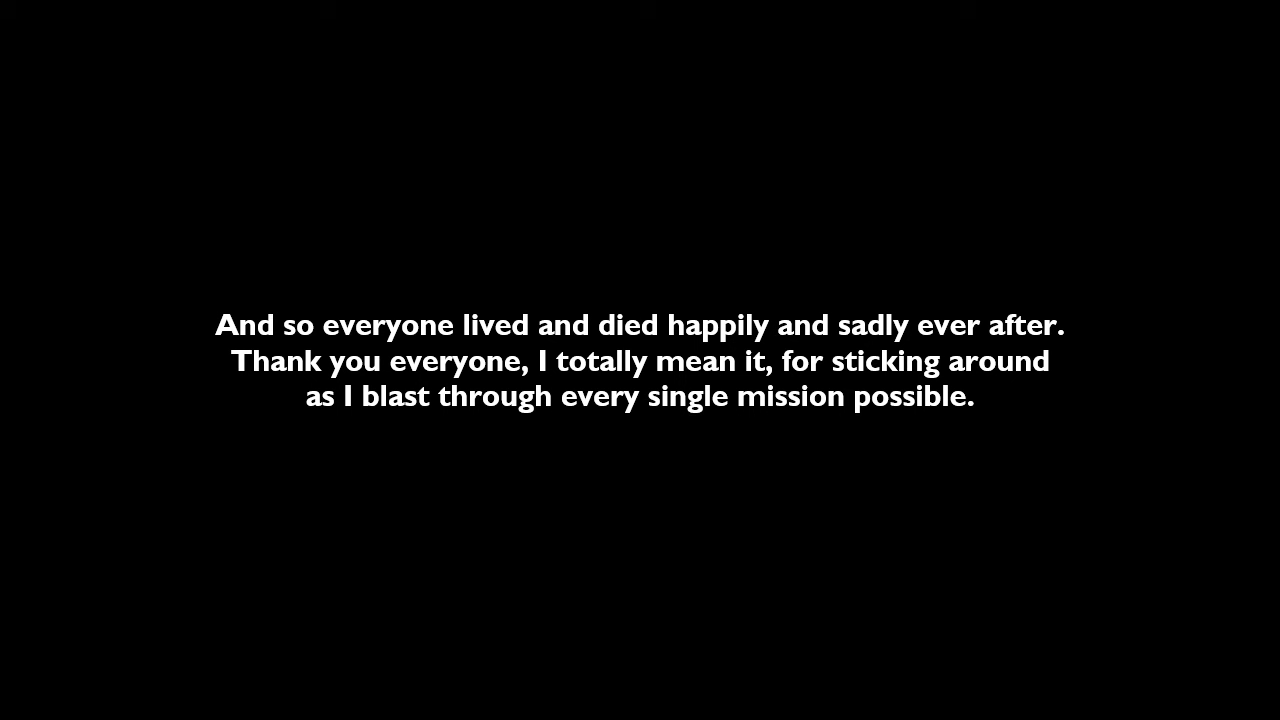 And so everyone lived and died happily and sadly ever after.
Thank you everyone, I totally mean it, for sticking around
as I blast through every single mission possible.